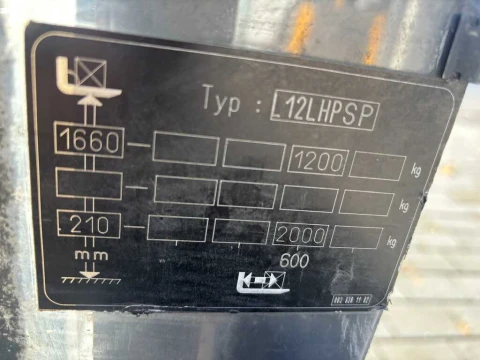 Typ : L12LHPSP
1660 1200 kg
kg
210 2000 kg
mm 600